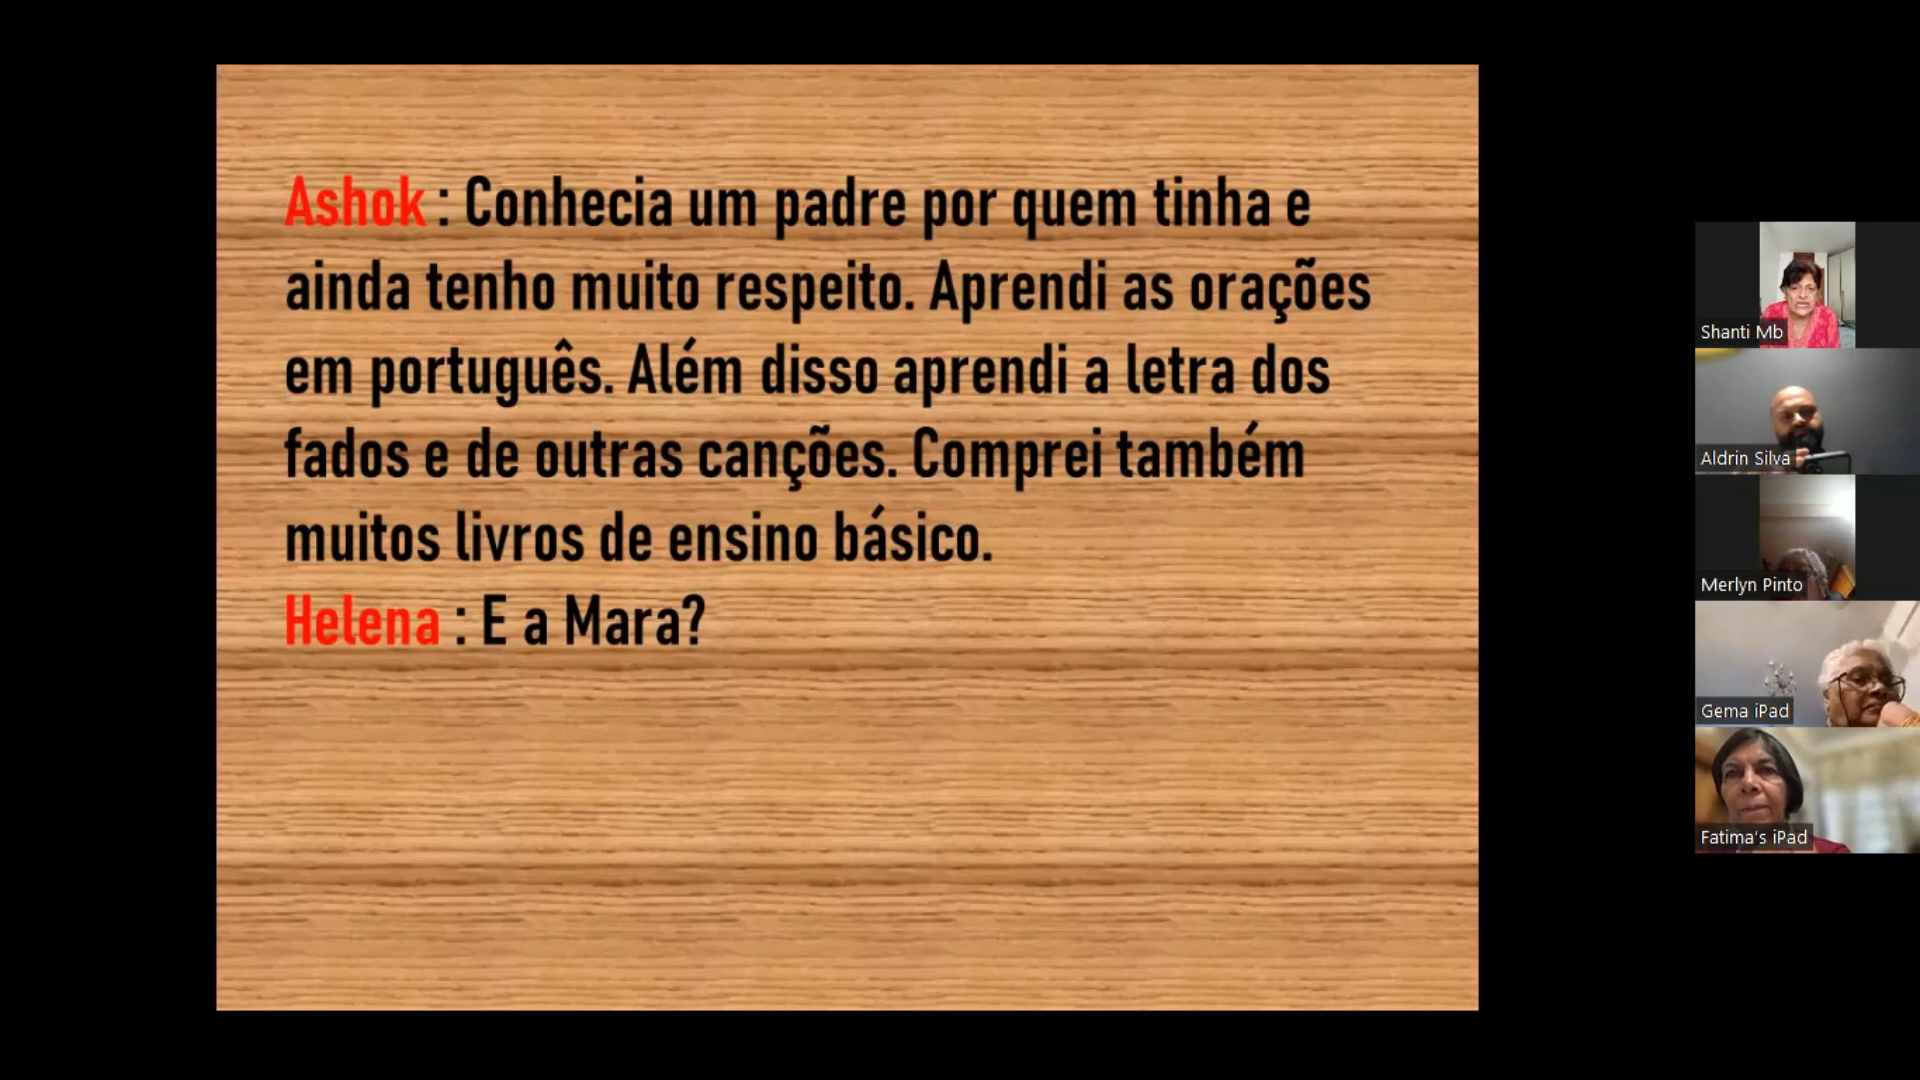 Ashok : Conhecia um padre por quem tinha e
ainda tenho muito respeito. Aprendi as orações
em português. Além disso aprendi a letra dos
fados e de outras canções. Comprei também
muitos livros de ensino básico.
Helena : E a Mara?
Shanti Mb
Aldrin Silva
Merlyn Pinto
Gema iPad
Fatima's iPad